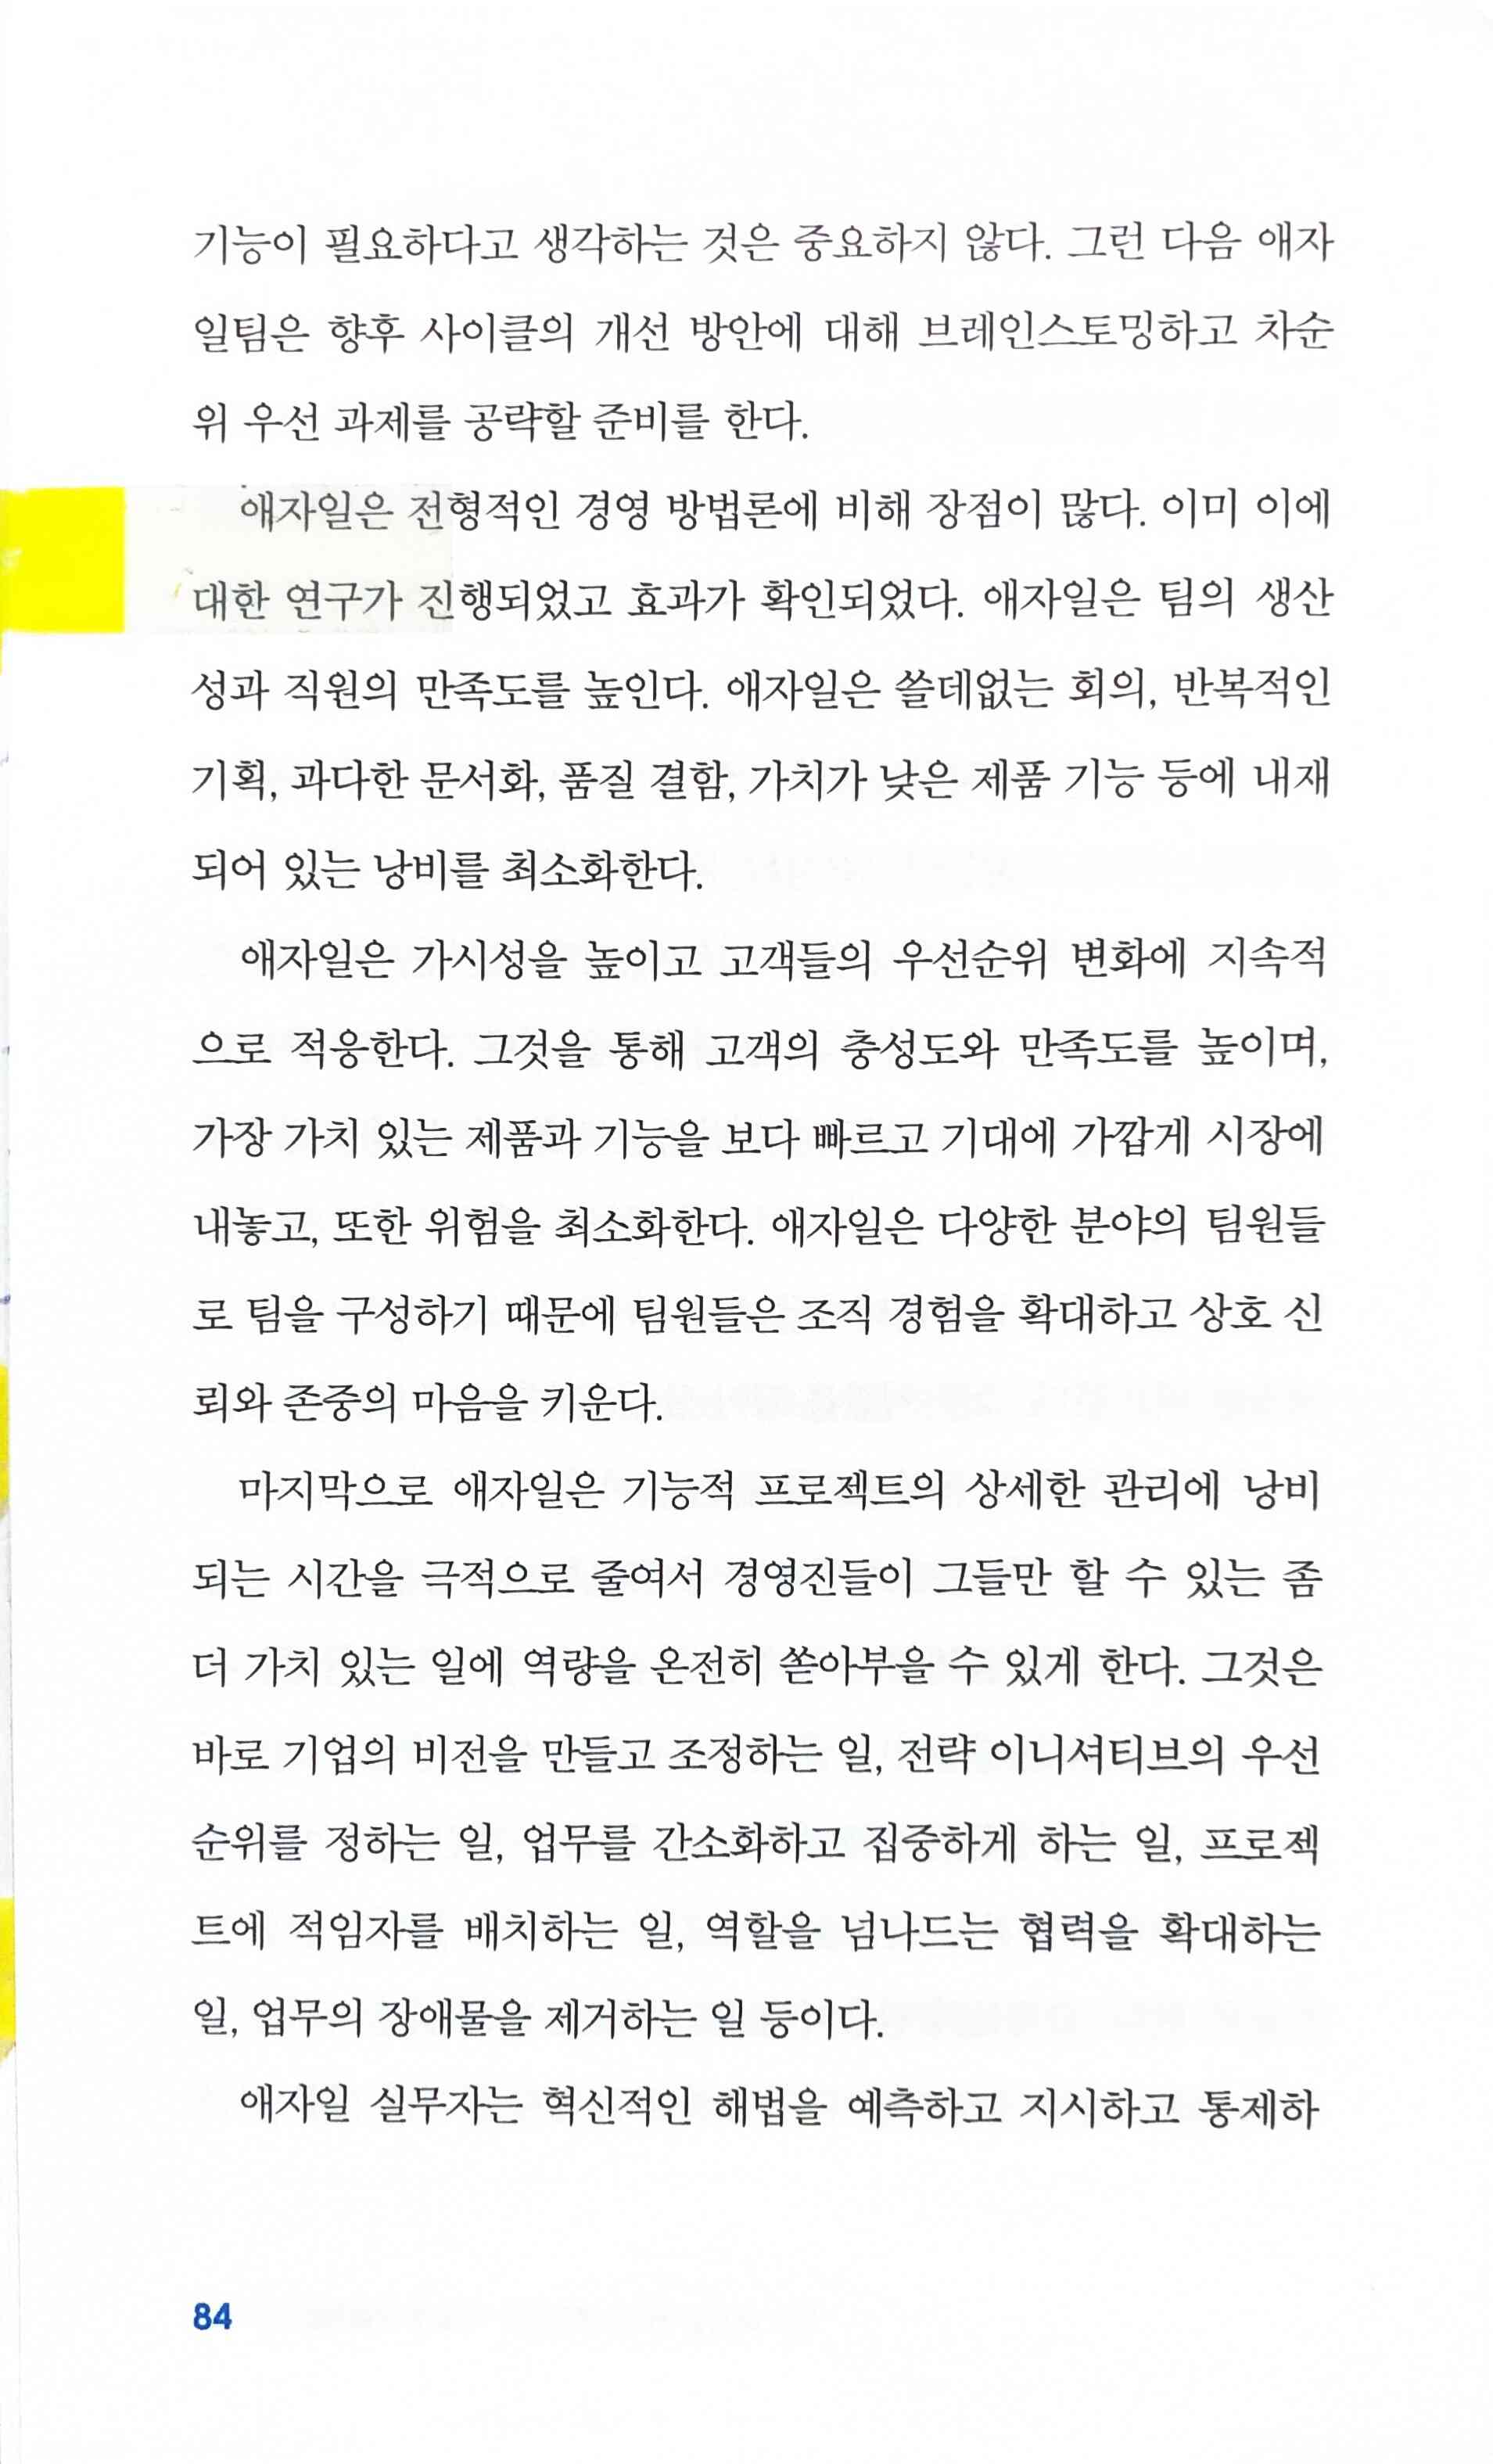 기능이 필요하다고 생각하는 것은 중요하지 않다. 그런 다음 애자
일팀은 향후 사이클의 개선 방안에 대해 브레인스토밍하고 차순
위 우선 과제를 공략할 준비를 한다.
애자일은 전형적인 경영 방법론에 비해 장점이 많다. 이미 이에
대한 연구가 진행되었고 효과가 확인되었다. 애자일은 팀의 생산
성과 직원의 만족도를 높인다. 애자일은 쓸데없는 회의, 반복적인
기획, 과다한 문서화, 품질 결함, 가치가 낮은 제품 기능 등에 내재
되어 있는 낭비를 최소화한다.
애자일은 가시성을 높이고 고객들의 우선순위 변화에 지속적
으로 적응한다. 그것을 통해 고객의 충성도와 만족도를 높이며,
가장 가치 있는 제품과 기능을 보다 빠르고 기대에 가깝게 시장에
내놓고, 또한 위험을 최소화한다. 애자일은 다양한 분야의 팀원들
로 팀을 구성하기 때문에 팀원들은 조직 경험을 확대하고 상호 신
뢰와 존중의 마음을 키운다.
마지막으로 애자일은 기능적 프로젝트의 상세한 관리에 낭비
되는 시간을 극적으로 줄여서 경영진들이 그들만 할 수 있는 좀
더 가치 있는 일에 역량을 온전히 쏟아부을 수 있게 한다. 그것은
바로 기업의 비전을 만들고 조정하는 일, 전략 이니셔티브의 우선
순위를 정하는 일, 업무를 간소화하고 집중하게 하는 일, 프로젝
트에 적임자를 배치하는 일, 역할을 넘나드는 협력을 확대하는
일, 업무의 장애물을 제거하는 일 등이다.
애자일 실무자는 혁신적인 해법을 예측하고 지시하고 통제하
84